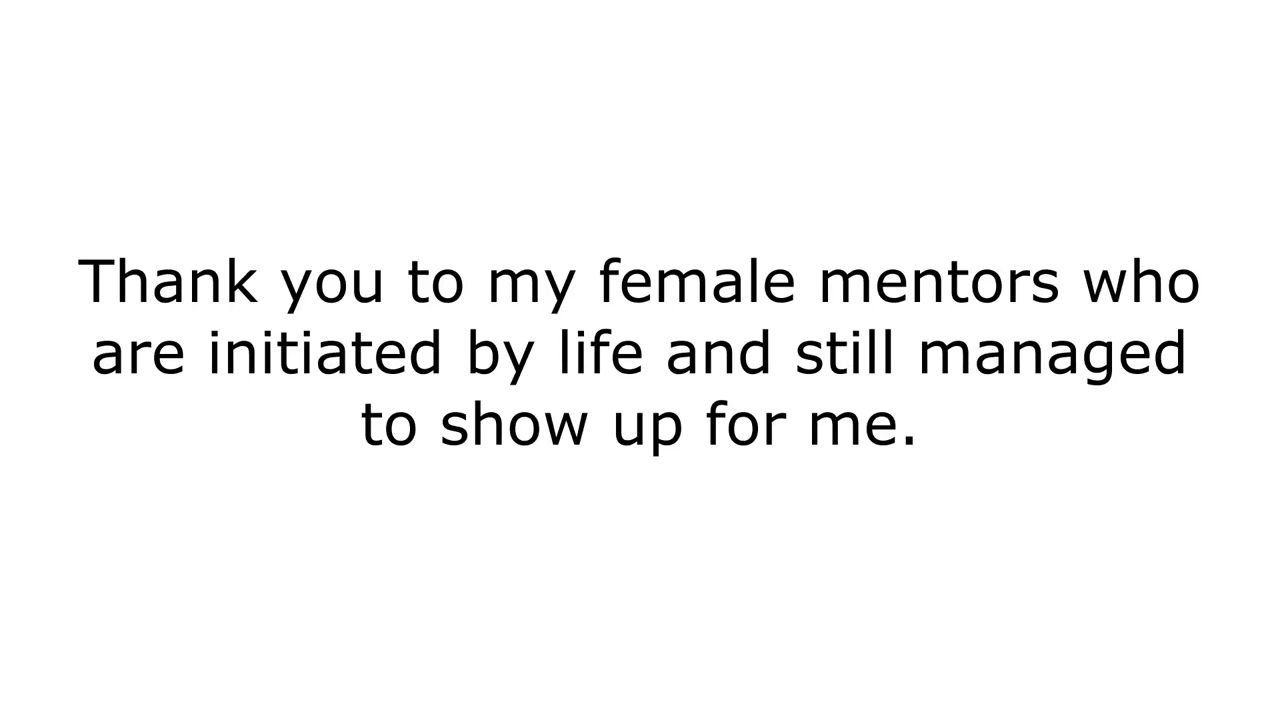 Thank you to my female mentors who
are initiated by life and still managed
to show up for me.